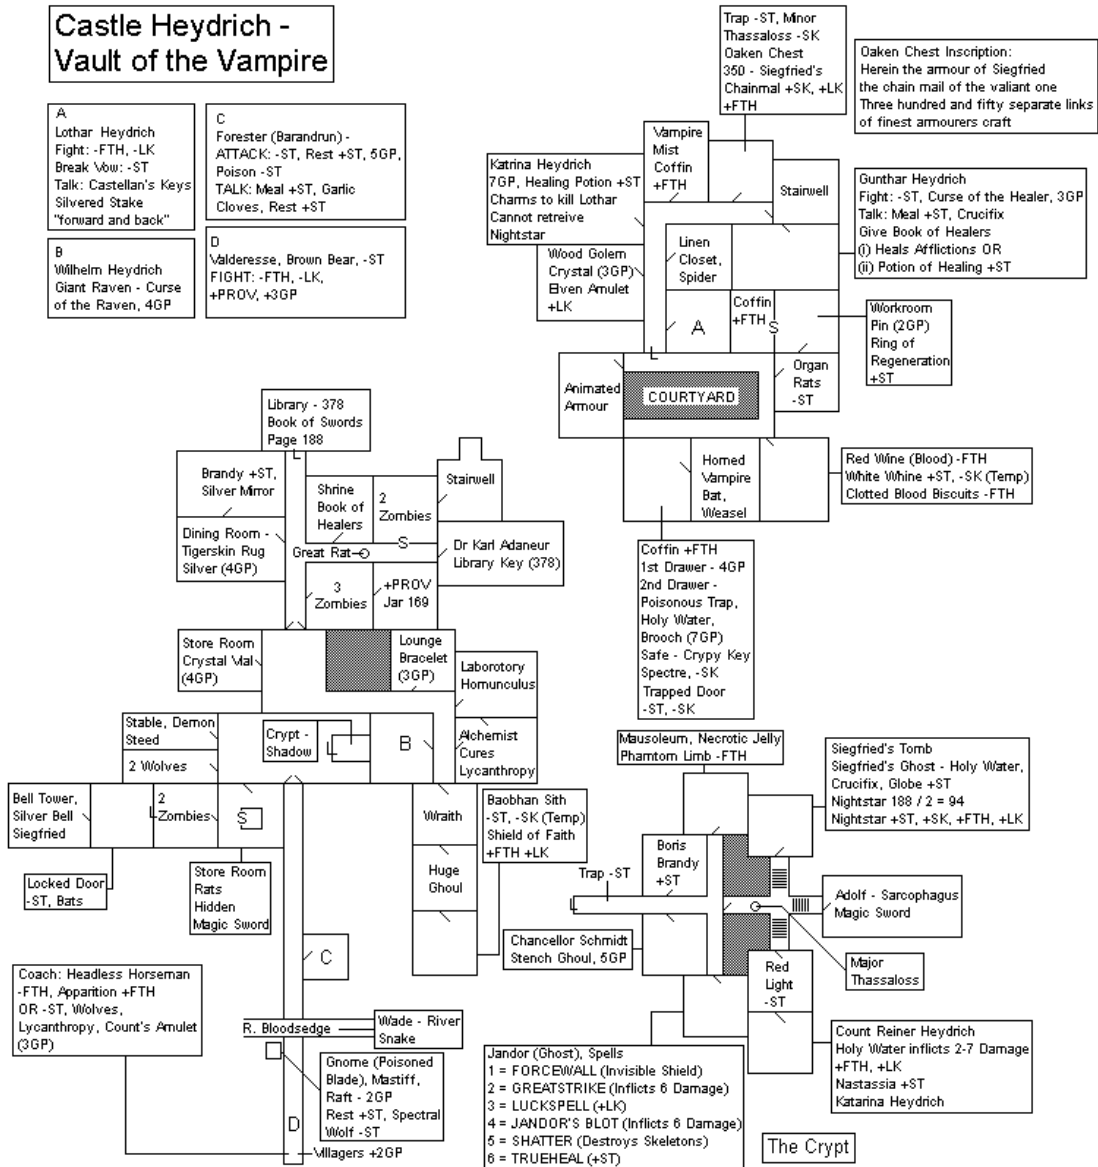 Castle Heydrich -
Vault of the Vampire
A
Lothar Heydrich
Fight: -FTH, -LK
Break Vow: -ST
Talk: Castellan's Keys
Silvered Stake
"forward and back"
B
Wilhelm Heydrich
Giant Raven - Curse
of the Raven, 4GP
C
Forester (Barandrun) -
ATTACK: -ST, Rest +ST, 5GP,
Poison -ST
TALK: Meal +ST, Garlic
Cloves, Rest +ST
D
Valderesse, Brown Bear, -ST
FIGHT: -FTH, -LK,
+PROV, +3GP
Trap -ST, Minor
Thassaloss -SK
Oaken Chest
350 - Siegfried's
Chainmal +SK, +LK
+FTH
Oaken Chest Inscription:
Herein the armour of Siegfried
the chain mail of the valiant one
Three hundred and fifty separate links
of finest armourers craft
Katrina Heydrich
7GP, Healing Potion +ST
Charms to kill Lothar
Cannot retreive
Nightstar
Vampire
Mist
Coffin
+FTH
Stairwell
Gunthar Heydrich
Fight: -ST, Curse of the Healer, 3GP
Talk: Meal +ST, Crucifix
Give Book of Healers
(i) Heals Afflictions OR
(ii) Potion of Healing +ST
Wood Golem
Crystal (3GP)
Elven Amulet
+LK
Linen
Closet,
Spider
A
Coffin
+FTH
S
Workroom
Pin (2GP)
Ring of
Regeneration
+ST
L
Animated
Armour
COURTYARD
Organ
Rats
-ST
Horned
Vampire
Bat,
Weasel
Red Wine (Blood) -FTH
White Whine +ST, -SK (Temp)
Clotted Blood Biscuits -FTH
Coffin +FTH
1st Drawer - 4GP
2nd Drawer -
Poisonous Trap,
Holy Water,
Brooch (7GP)
Safe - Crypy Key
Spectre, -SK
Trapped Door
-ST, -SK
Library - 378
Book of Swords
Page 188
L
Brandy +ST,
Silver Mirror
Shrine
Book of
Healers
2
Zombies
Stairwell
Dining Room -
Tigerskin Rug
Silver (4GP)
Great Rat
S
Dr Karl Adaneur
Library Key (378)
3
Zombies
+PROV
Jar 169
Store Room
Crystal Vial
(4GP)
Lounge
Bracelet
(3GP)
Laborotory
Homunculus
Stable, Demon
Steed
Crypt -
Shadow
L
B
Alchemist
Cures
Lycanthropy
2 Wolves
Bell Tower,
Silver Bell
Siegfried
L
2
Zombies
S
Wraith
Baobhan Sith
-ST, -SK (Temp)
Shield of Faith
+FTH +LK
Huge
Ghoul
Locked Door
-ST, Bats
Store Room
Rats
Hidden
Magic Sword
C
Coach: Headless Horseman
-FTH, Apparition +FTH
OR -ST, Wolves,
Lycanthropy, Count's Amulet
(3GP)
R. Bloodsedge
Wade - River
Snake
Gnome (Poisoned
Blade), Mastiff,
Raft - 2GP
Rest +ST, Spectral
Wolf -ST
D
Villagers +2GP
Mausoleum, Necrotic Jelly
Phamtom Limb -FTH
Siegfried's Tomb
Siegfried's Ghost - Holy Water,
Crucifix, Globe +ST
Nightstar 188 / 2 = 94
Nightstar +ST, +SK, +FTH, +LK
Boris
Brandy
+ST
Trap -ST
L
Adolf - Sarcophagus
Magic Sword
Chancellor Schmidt
Stench Ghoul, 5GP
Red
Light
-ST
Major
Thassaloss
Count Reiner Heydrich
Holy Water inflicts 2-7 Damage
+FTH, +LK
Nastassia +ST
Katarina Heydrich
Jandor (Ghost), Spells
1 = FORCEWALL (Invisible Shield)
2 = GREATSTRIKE (Inflicts 6 Damage)
3 = LUCKSPELL (+LK)
4 = JANDOR'S BLOT (Inflicts 6 Damage)
5 = SHATTER (Destroys Skeletons)
6 = TRUEHEAL (+ST)
The Crypt